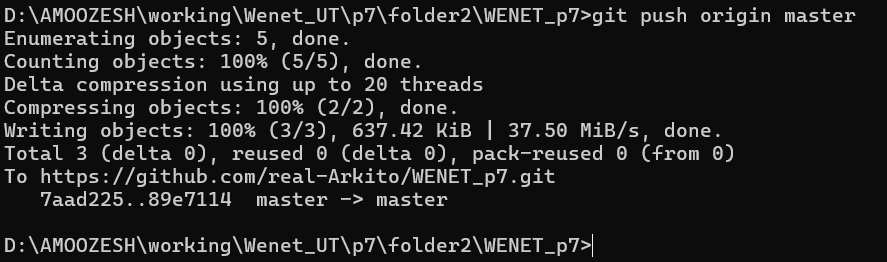 D:\AMOOZESH\working\Wenet_UT\p7\folder2\WENET_p7>git push origin master
Enumerating objects: 5, done.
Counting objects: 100% (5/5), done.
Delta compression using up to 20 threads
Compressing objects: 100% (2/2), done.
Writing objects: 100% (3/3), 637.42 KiB | 37.50 MiB/s, done.
Total 3 (delta 0), reused 0 (delta 0), pack-reused 0 (from 0)
To https://github.com/real-Arkito/WENET_p7.git
   7aad225..89e7114  master -> master
D:\AMOOZESH\working\Wenet_UT\p7\folder2\WENET_p7>